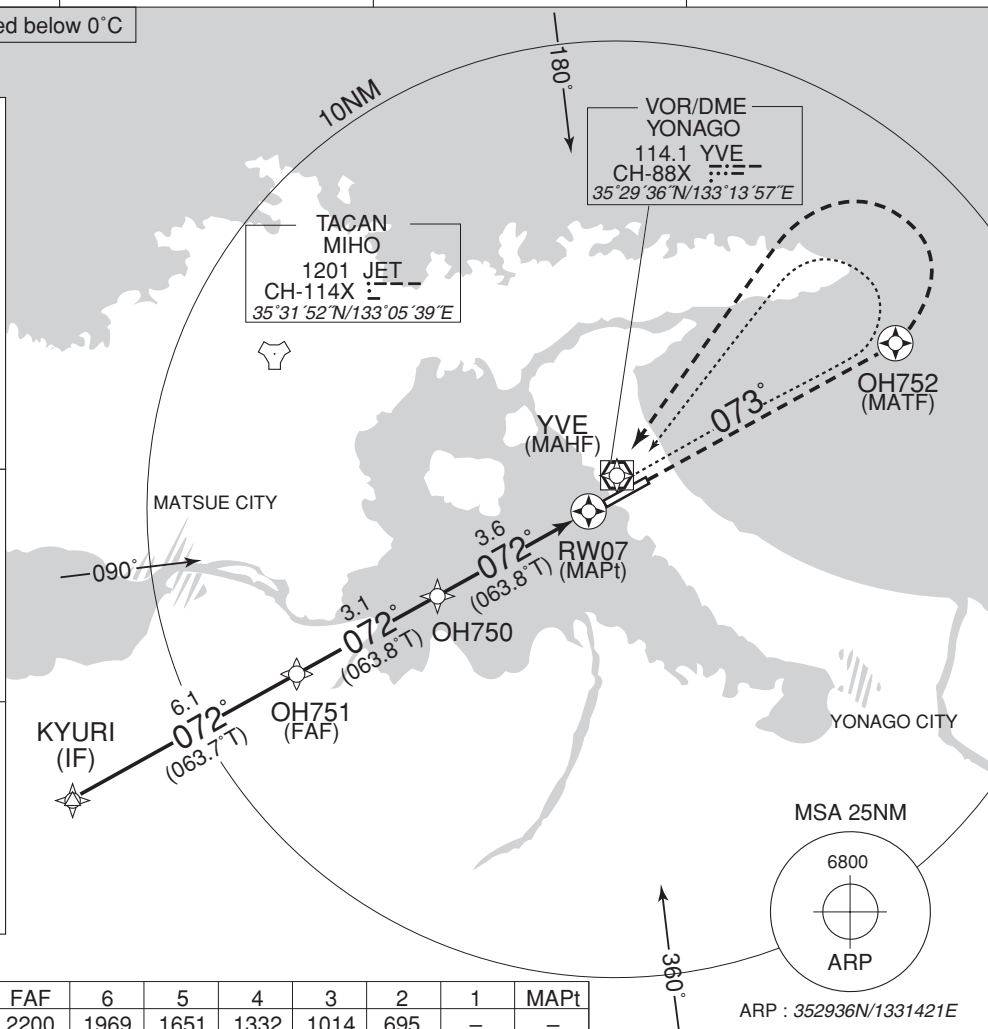 ed below 0°C
10NM
180°
VOR/DME
YONAGO
114.1 YVE
CH-88X
35°29´36˝N/133°13´57˝E
TACAN
MIHO
1201 JET
CH-114X
35°31´52˝N/133°05´39˝E
073°
OH752
(MATF)
YVE
(MAHF)
MATSUE CITY
090°
3.6
072°
(063.8°T)
RW07
(MAPt)
3.1
072°
(063.8°T)
OH750
6.1
072°
(063.7°T)
OH751
(FAF)
KYURI
(IF)
YONAGO CITY
MSA 25NM
6800
ARP
360°
ARP : 352936N/1331421E
FAF 6 5 4 3 2 1 MAPt
2200 1969 1651 1332 1014 695 – –